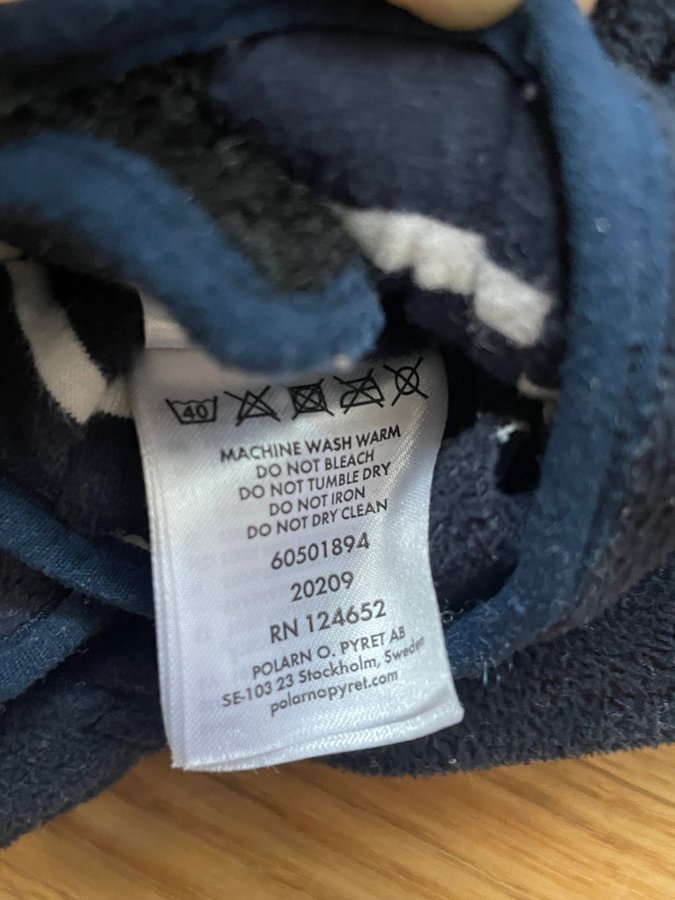 40
MACHINE WASH WARM
DO NOT BLEACH
DO NOT TUMBLE DRY
DO NOT IRON
DO NOT DRY CLEAN
60501894
20209
RN 124652
POLARN O. PYRET AB
SE-103 23 Stockholm, Sweden
polarnopyret.com